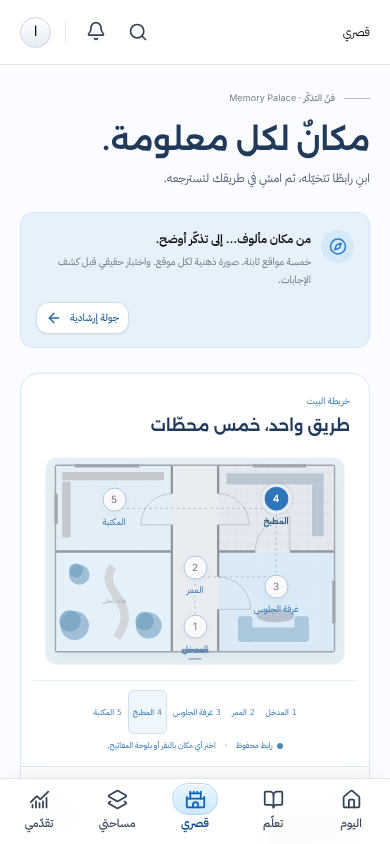 قصري
ا
فنّ التذكّر · Memory Palace
مكانٌ لكل معلومة.
ابنِ رابطًا تتخيّله، ثم امشِ في طريقك لتسترجعه.
من مكان مألوف… إلى تذكّر أوضح.
خمسة مواقع ثابتة. صورة ذهنية لكل موقع. واختبار حقيقي قبل كشف
الإجابات.
جولة إرشادية
خريطة البيت
طريق واحد، خمس محطّات
4
المطبخ
5
المكتبة
2
الممر
3
غرفة الجلوس
1
المدخل
1 المدخل
2 الممر
3 غرفة الجلوس
4 المطبخ
5 المكتبة
رابط محفوظ · اختر أي مكان بالنقر أو بلوحة المفاتيح.
اليوم
تعلّم
قصري
مساحتي
تقدّمي